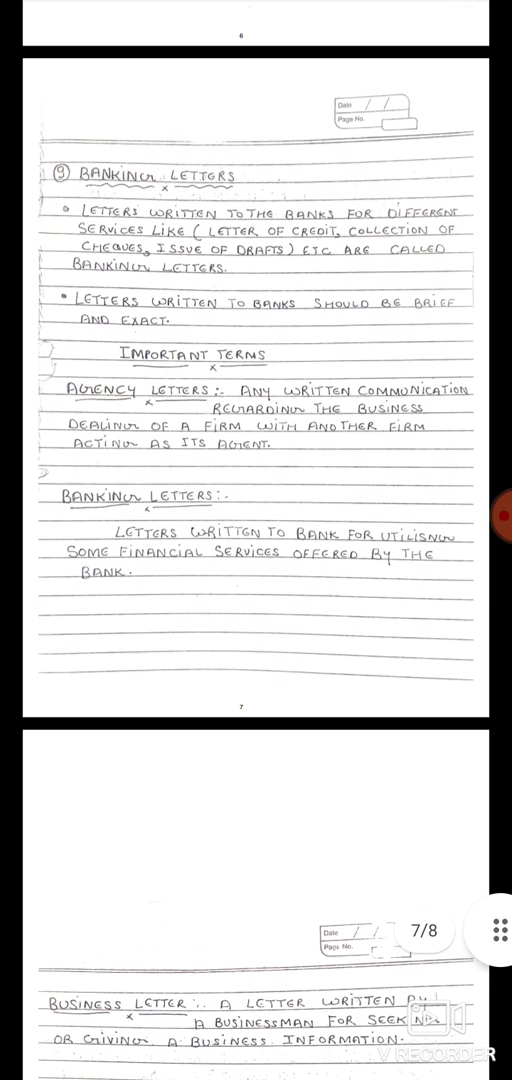 6
Date / /
Page No.
9 BANKING LETTERS
• LETTERS WRITTEN TO THE BANKS FOR DIFFERENT
SERVICES LIKE (LETTER OF CREDIT, COLLECTION OF
CHEQUES, ISSUE OF DRAFTS) ETC ARE CALLED
BANKING LETTERS.
• LETTERS WRITTEN TO BANKS SHOULD BE BRIEF
AND EXACT.
IMPORTANT TERMS
AGENCY LETTERS:- ANY WRITTEN COMMUNICATION
REGARDING THE BUSINESS
DEALING OF A FIRM WITH ANOTHER FIRM
ACTING AS ITS AGENT.
BANKING LETTERS:-
LETTERS WRITTEN TO BANK FOR UTILISING
SOME FINANCIAL SERVICES OFFERED BY THE
BANK.
7
Date / /
Page No.
7/8
BUSINESS LETTER:- A LETTER WRITTEN BY
A BUSINESSMAN FOR SEEKING
OR GIVING A BUSINESS INFORMATION.
V RECORDER